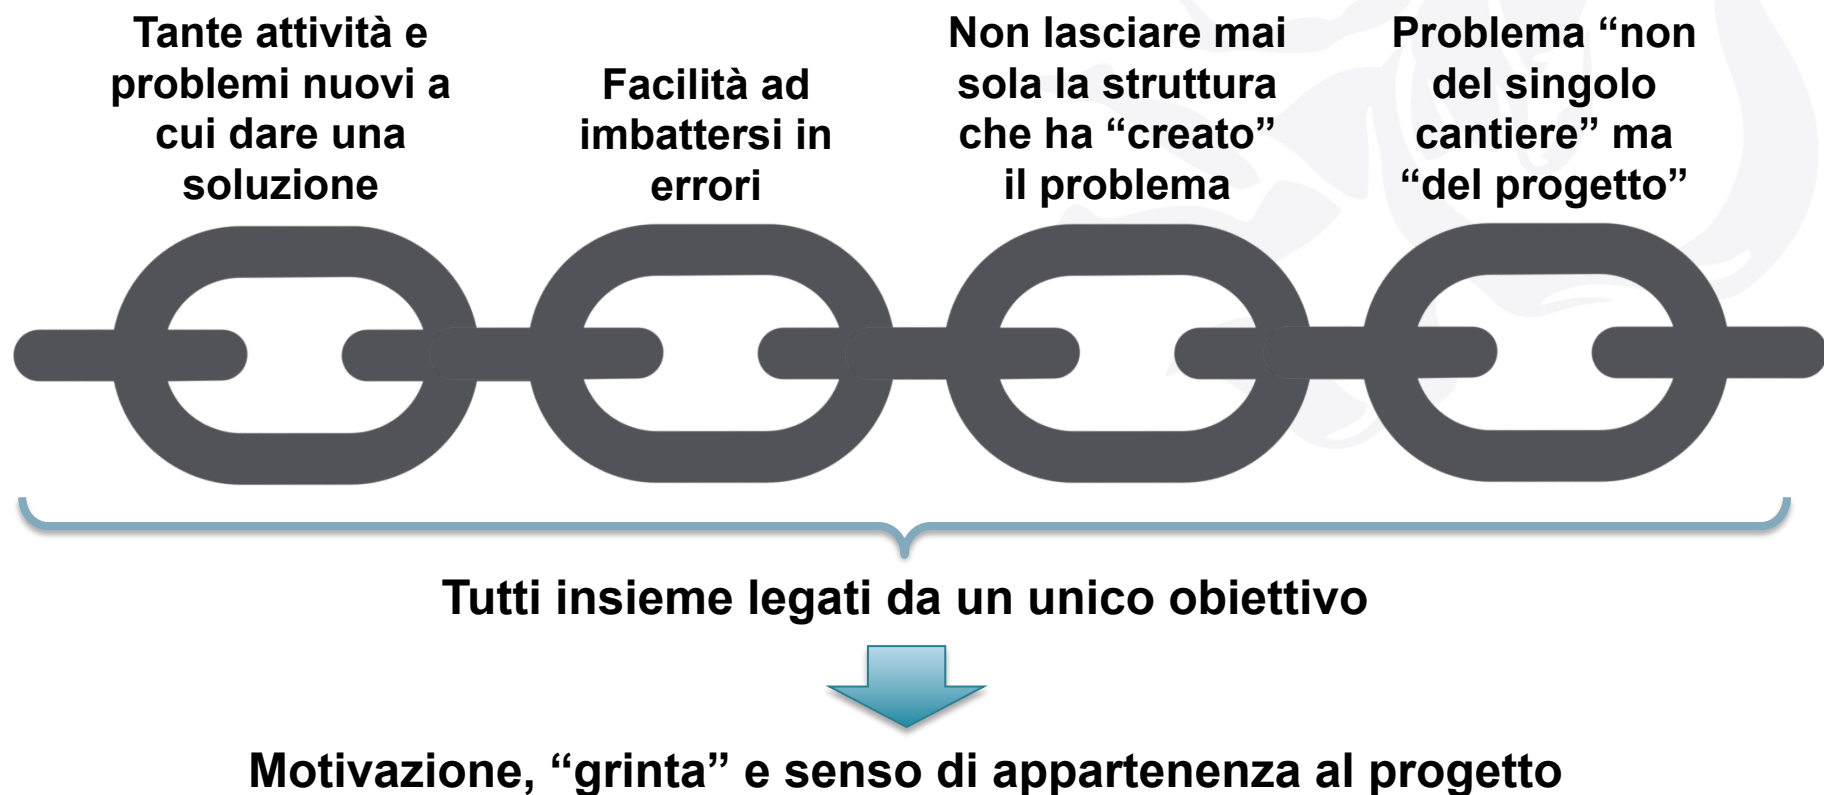 Tante attività e
problemi nuovi a
cui dare una
soluzione
Facilità ad
imbattersi in
errori
Non lasciare mai
sola la struttura
che ha “creato”
il problema
Problema “non
del singolo
cantiere” ma
“del progetto”
Tutti insieme legati da un unico obiettivo
Motivazione, “grinta” e senso di appartenenza al progetto